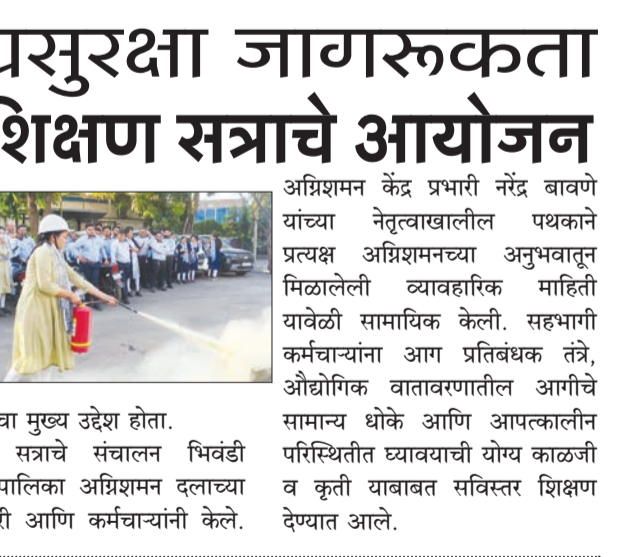 सुरक्षा जागरूकता
शिक्षण सत्राचे आयोजन
मुख्य उद्देश होता.
सत्राचे संचालन भिवंडी
पालिका अग्निशमन दलाच्या
आणि कर्मचाऱ्यांनी केले.
अग्निशमन केंद्र प्रभारी नरेंद्र बावणे
यांच्या नेतृत्वाखालील पथकाने
प्रत्यक्ष अग्निशमनच्या अनुभवातून
मिळालेली व्यावहारिक माहिती
यावेळी सामायिक केली. सहभागी
कर्मचाऱ्यांना आग प्रतिबंधक तंत्रे,
औद्योगिक वातावरणातील आगीचे
सामान्य धोके आणि आपत्कालीन
परिस्थितीत घ्यावयाची योग्य काळजी
व कृती याबाबत सविस्तर शिक्षण
देण्यात आले.